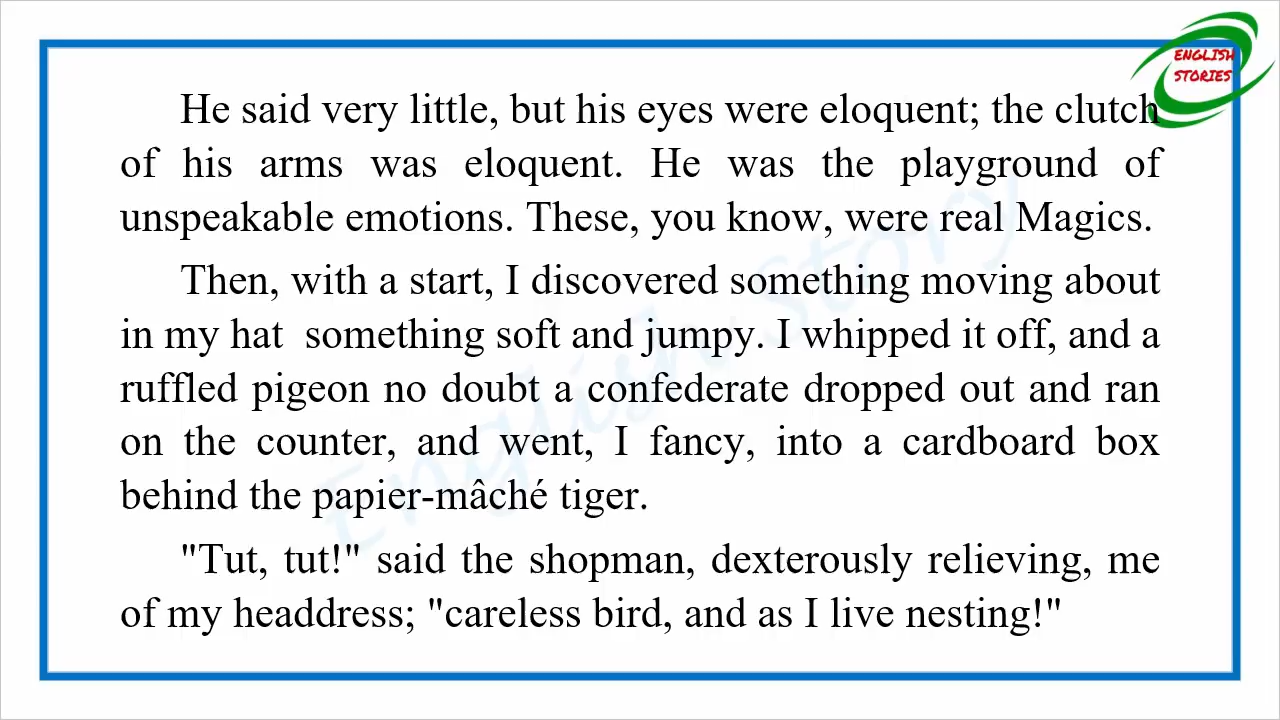 ENGLISH
STORIES
He said very little, but his eyes were eloquent; the clutch
of his arms was eloquent. He was the playground of
unspeakable emotions. These, you know, were real Magics.
Then, with a start, I discovered something moving about
in my hat  something soft and jumpy. I whipped it off, and a
ruffled pigeon no doubt a confederate dropped out and ran
on the counter, and went, I fancy, into a cardboard box
behind the papier-mâché tiger.
"Tut, tut!" said the shopman, dexterously relieving, me
of my headdress; "careless bird, and as I live nesting!"
English Story